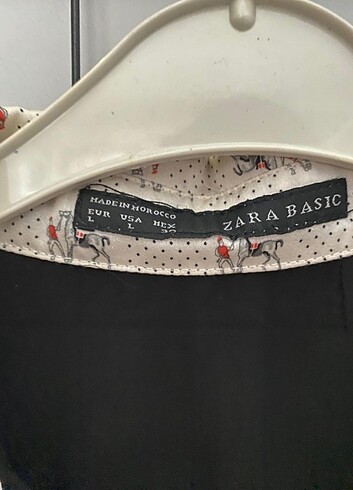 MADE IN MOROCCO
EUR USA MEX
L L
ZARA BASIC